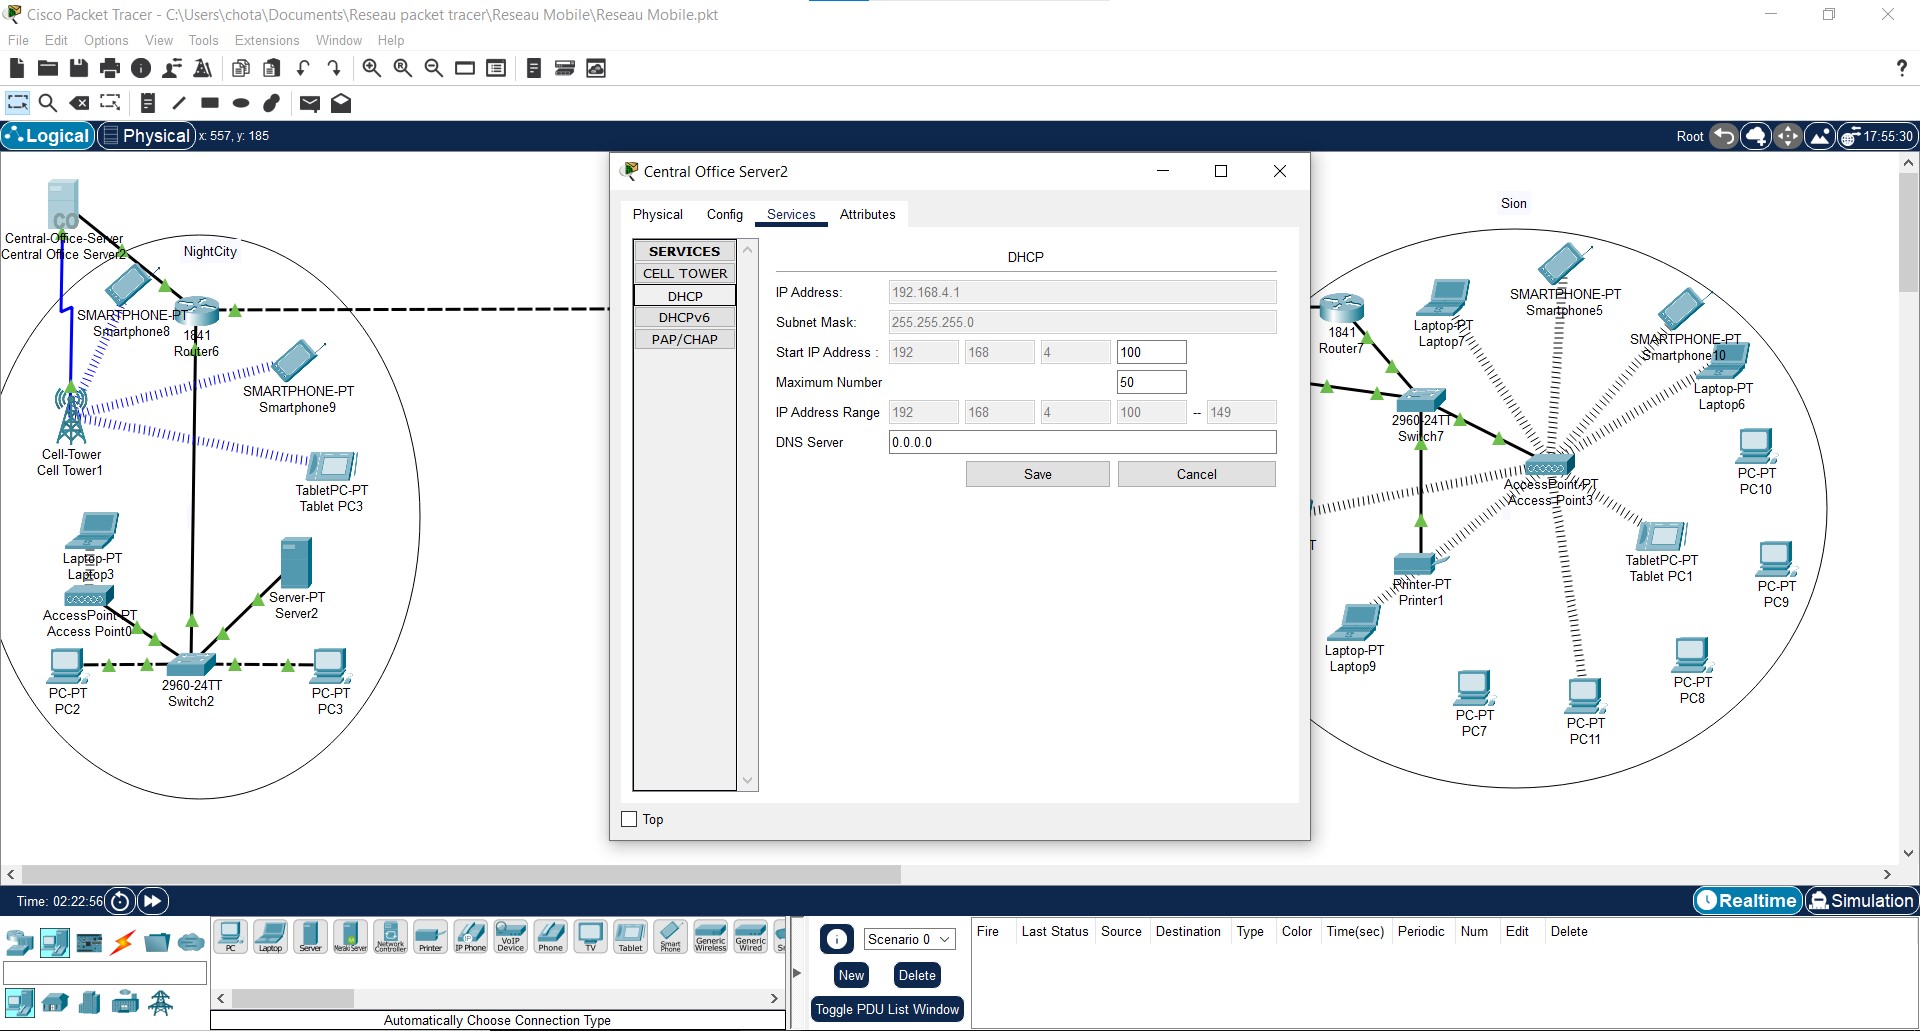 Cisco Packet Tracer - C:\Users\chota\Documents\Reseau packet tracer\Reseau Mobile\Reseau Mobile.pkt
File Edit Options View Tools Extensions Window Help
?
Logical Physical x: 557, y: 185 Root 17:55:30
CO
Central-Office-Server
Central Office Server2
NightCity
SMARTPHONE-PT
Smartphone8
1841
Router6
SMARTPHONE-PT
Smartphone9
Cell-Tower
Cell Tower1
TabletPC-PT
Tablet PC3
Laptop-PT
Laptop3
AccessPoint-PT
Access Point0
Server-PT
Server2
PC-PT
PC2
2960-24TT
Switch2
PC-PT
PC3
Central Office Server2
Physical Config Services Attributes
SERVICES
CELL TOWER
DHCP
DHCPv6
PAP/CHAP
DHCP
IP Address: 192.168.4.1
Subnet Mask: 255.255.255.0
Start IP Address : 192 168 4 100
Maximum Number 50
IP Address Range 192 168 4 100 -- 149
DNS Server 0.0.0.0
Save Cancel
Top
Sion
SMARTPHONE-PT
Smartphone5
1841
Router7
Laptop-PT
Laptop7
SMARTPHONE-PT
Smartphone10
Laptop-PT
Laptop6
2960-24TT
Switch7
PC-PT
PC10
AccessPoint-PT
Access Point3
T
TabletPC-PT
Tablet PC1
Printer-PT
Printer1
PC-PT
PC9
Laptop-PT
Laptop9
PC-PT
PC8
PC-PT
PC7
PC-PT
PC11
Time: 02:22:56 Realtime Simulation
PC Laptop Server Meraki Server Network Controller Printer IP Phone VoIP Device Phone TV Tablet Smart Phone Generic Wireless Generic Wired
Automatically Choose Connection Type
Scenario 0
New Delete
Toggle PDU List Window
Fire Last Status Source Destination Type Color Time(sec) Periodic Num Edit Delete